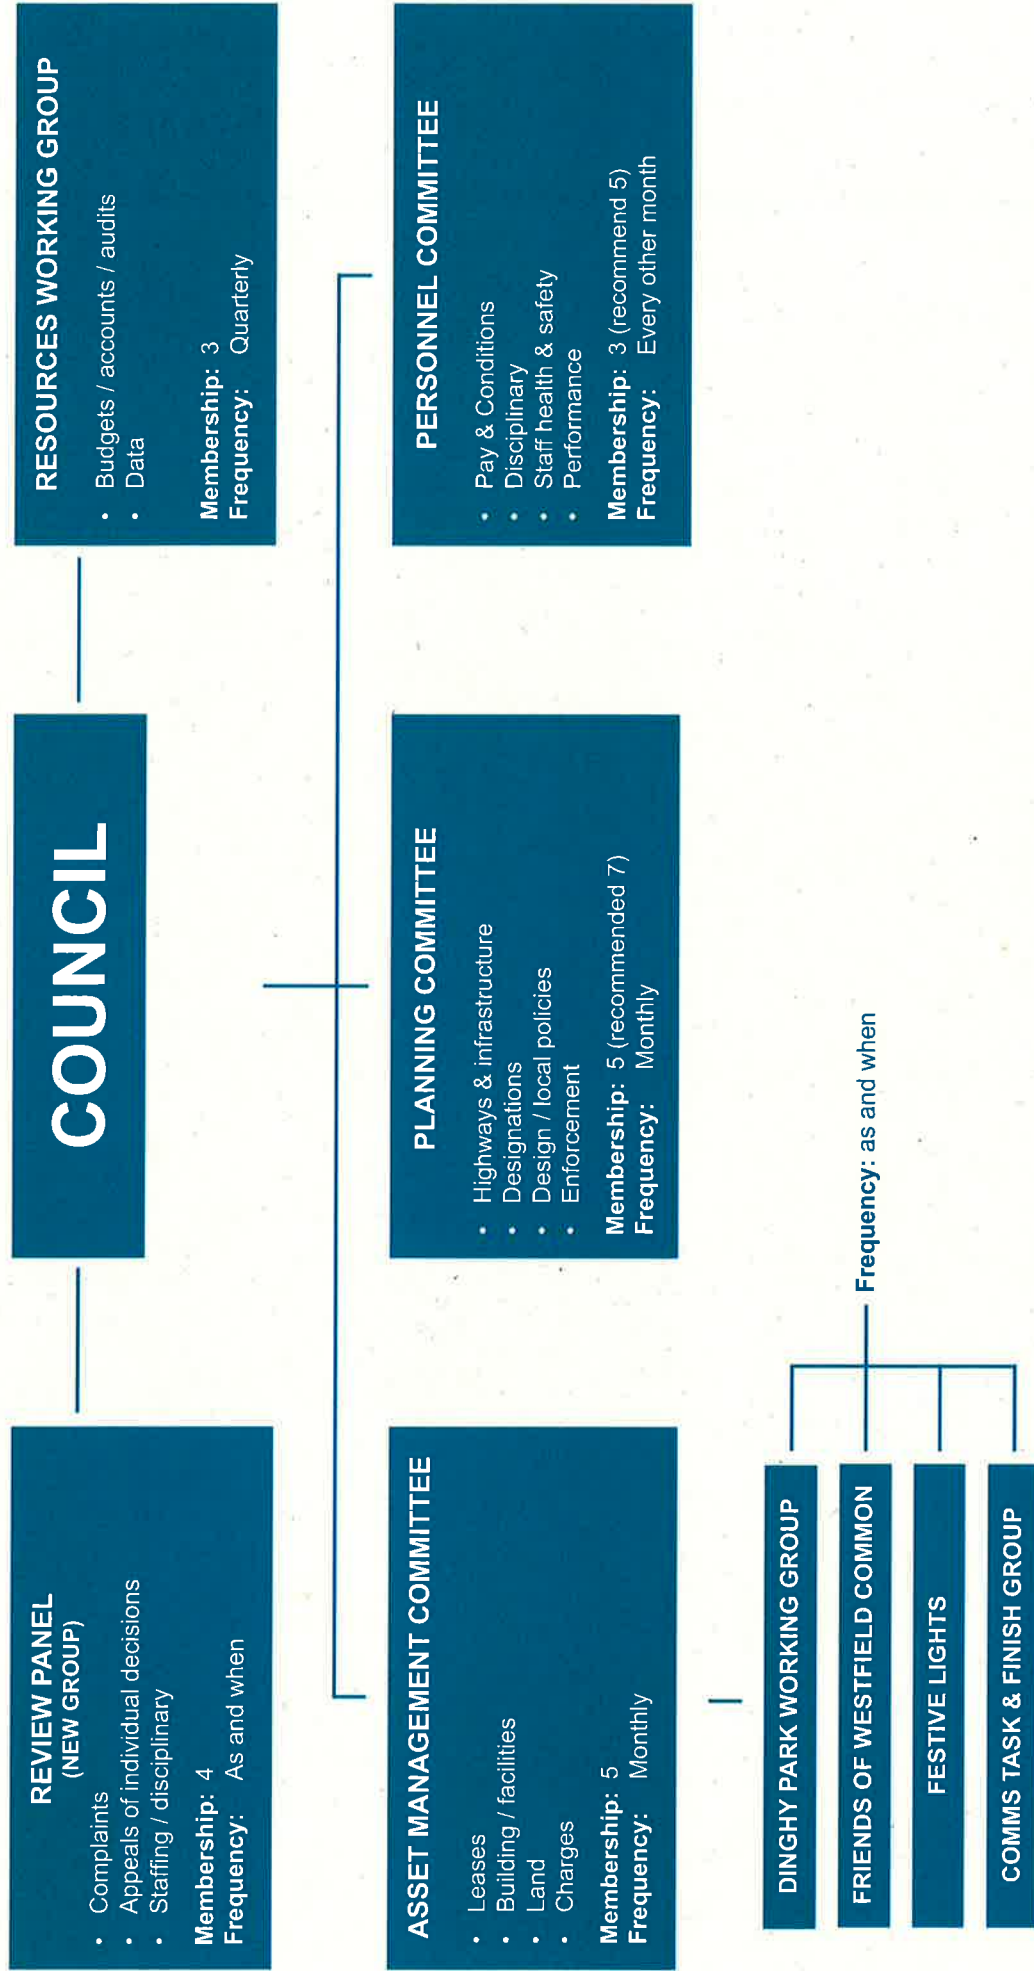 REVIEW PANEL
(NEW GROUP)
• Complaints
• Appeals of individual decisions
• Staffing / disciplinary
Membership: 4
Frequency: As and when
COUNCIL
RESOURCES WORKING GROUP
• Budgets / accounts / audits
• Data
Membership: 3
Frequency: Quarterly
ASSET MANAGEMENT COMMITTEE
• Leases
• Building / facilities
• Land
• Charges
Membership: 5
Frequency: Monthly
PLANNING COMMITTEE
• Highways & infrastructure
• Designations
• Design / local policies
• Enforcement
Membership: 5 (recommended 7)
Frequency: Monthly
PERSONNEL COMMITTEE
• Pay & Conditions
• Disciplinary
• Staff health & safety
• Performance
Membership: 3 (recommend 5)
Frequency: Every other month
DINGHY PARK WORKING GROUP
FRIENDS OF WESTFIELD COMMON
FESTIVE LIGHTS
COMMS TASK & FINISH GROUP
Frequency: as and when